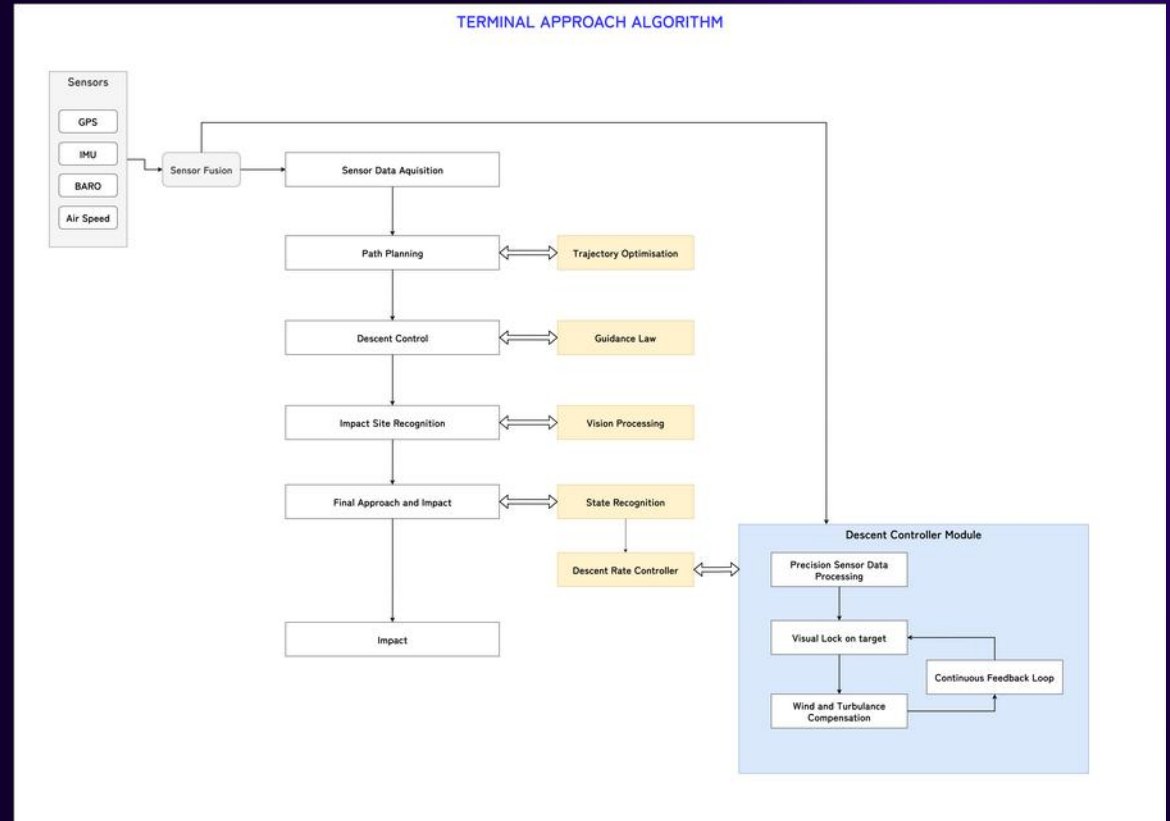 TERMINAL APPROACH ALGORITHM
Sensors
GPS
IMU
BARO
Air Speed
Sensor Fusion
Sensor Data Aquisition
Path Planning
Trajectory Optimisation
Descent Control
Guidance Law
Impact Site Recognition
Vision Processing
Final Approach and Impact
State Recognition
Descent Rate Controller
Impact
Descent Controller Module
Precision Sensor Data
Processing
Visual Lock on target
Continuous Feedback Loop
Wind and Turbulance
Compensation